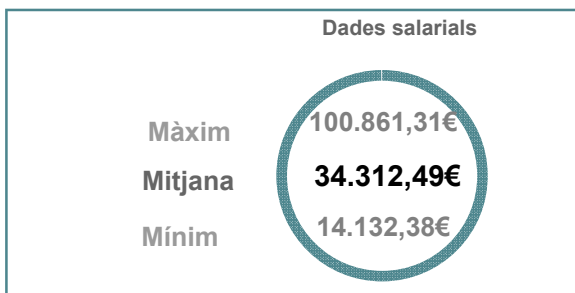 Dades salarials
Màxim 100.861,31€
Mitjana 34.312,49€
Mínim 14.132,38€